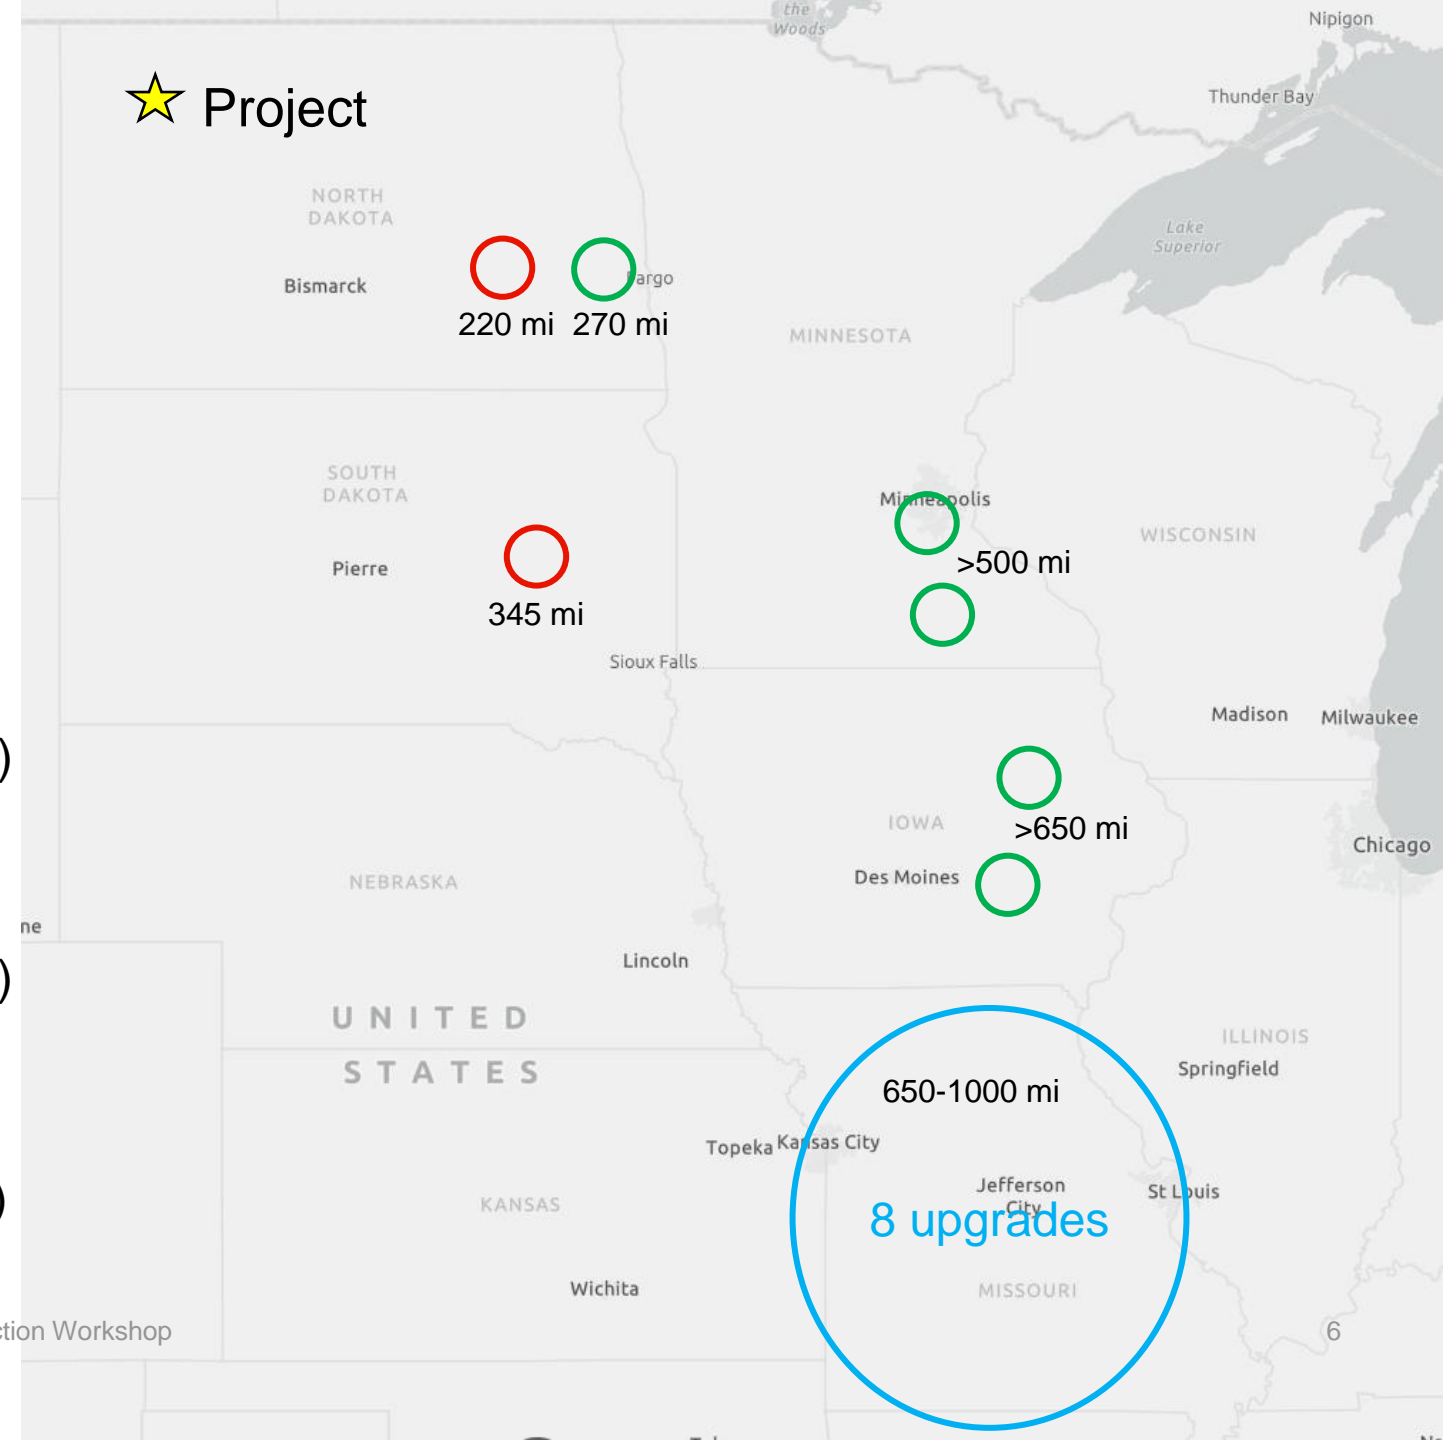 the
Woods
Nipigon
Thunder Bay
Project
NORTH
DAKOTA
Lake
Superior
Bismarck
Fargo
220 mi
270 mi
MINNESOTA
SOUTH
DAKOTA
Minneapolis
WISCONSIN
Pierre
>500 mi
345 mi
Sioux Falls
Madison
Milwaukee
)
IOWA
>650 mi
Chicago
Des Moines
NEBRASKA
ne
Lincoln
)
UNITED
STATES
ILLINOIS
Springfield
650-1000 mi
Topeka
Kansas City
Jefferson
City
St Louis
)
KANSAS
8 upgrades
Wichita
MISSOURI
ction Workshop
6